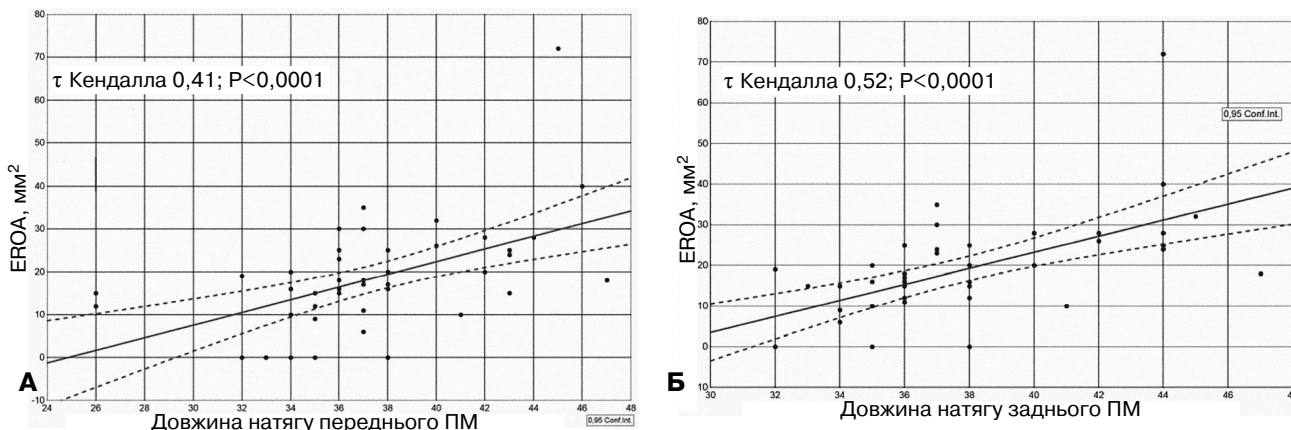 80
70
60
50
40
30
20
10
0
-10
τ Кендалла 0,41; P<0,0001
EROA, мм²
А
24 26 28 30 32 34 36 38 40 42 44 46 48
Довжина натягу переднього ПМ
0,95 Conf.Int.
80
70
60
50
40
30
20
10
0
10
τ Кендалла 0,52; P<0,0001
0,95 Conf.Int.
EROA, мм²
Б
30 32 34 36 38 40 42 44 46 48
Довжина натягу заднього ПМ